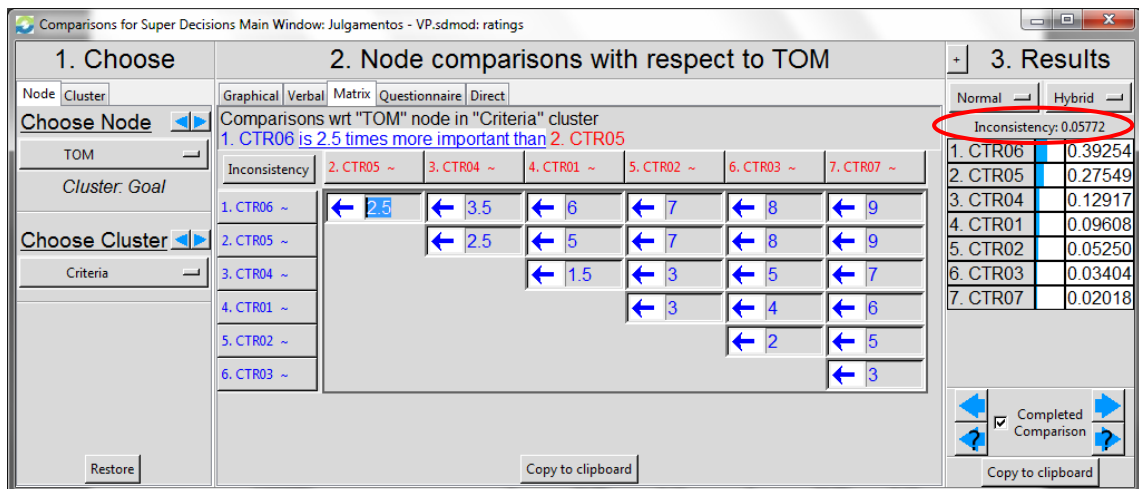 Comparisons for Super Decisions Main Window: Julgamentos - VP.sdmod: ratings
1. Choose
Node Cluster
Choose Node
TOM
Cluster: Goal
Choose Cluster
Criteria
Restore
2. Node comparisons with respect to TOM
Graphical Verbal Matrix Questionnaire Direct
Comparisons wrt "TOM" node in "Criteria" cluster
1. CTR06 is 2.5 times more important than 2. CTR05
Inconsistency 2. CTR05 ~ 3. CTR04 ~ 4. CTR01 ~ 5. CTR02 ~ 6. CTR03 ~ 7. CTR07 ~
1. CTR06 ~ 2.5 3.5 6 7 8 9
2. CTR05 ~ 2.5 5 7 8 9
3. CTR04 ~ 1.5 3 5 7
4. CTR01 ~ 3 4 6
5. CTR02 ~ 2 5
6. CTR03 ~ 3
Copy to clipboard
+ 3. Results
Normal Hybrid
Inconsistency: 0.05772
1. CTR06 0.39254
2. CTR05 0.27549
3. CTR04 0.12917
4. CTR01 0.09608
5. CTR02 0.05250
6. CTR03 0.03404
7. CTR07 0.02018
Completed
Comparison
? ?
Copy to clipboard